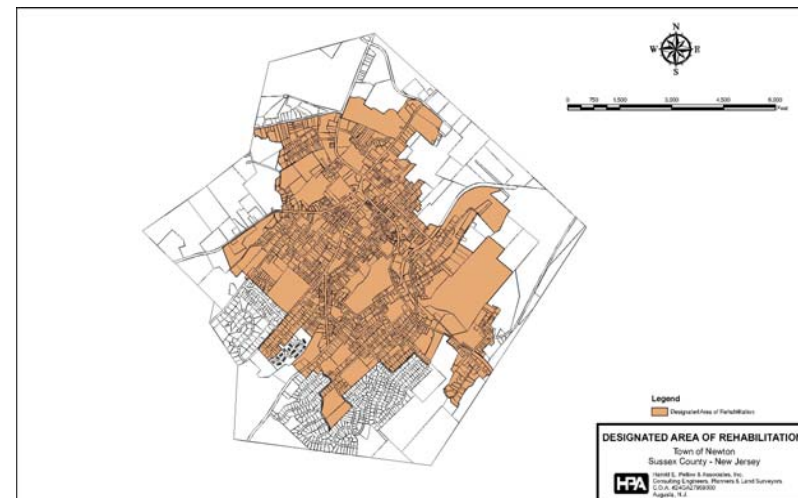 N
W E
S
0 750 1,500 3,000 4,500 6,000
Feet
Legend
Designated Area of Rehabilitation
DESIGNATED AREA OF REHABILITATION
Town of Newton
Sussex County - New Jersey
HPA
Harold E. Pellow & Associates, Inc.
Consulting Engineers, Planners & Land Surveyors
C.O.A.
Augusta, N.J.